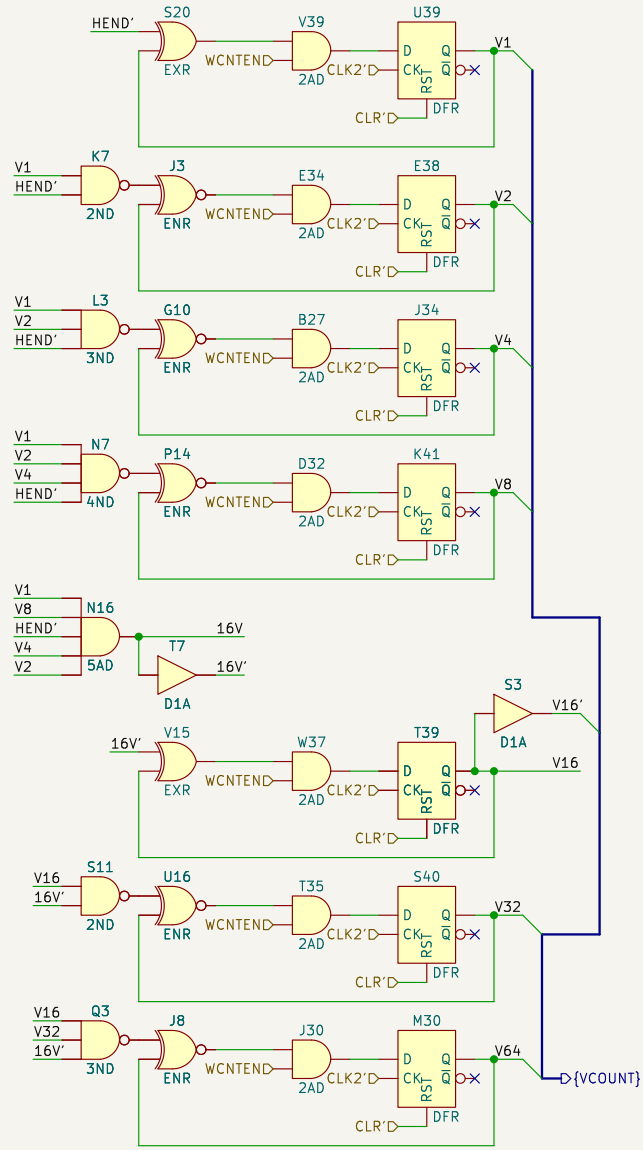 S20 V39 U39
HEND' D Q V1
WCNTEND CLK2' CK Q
EXR 2AD RST
CLR' DFR
K7 J3 E34 E38
V1
HEND' D Q V2
WCNTEND CLK2' CK Q
2ND ENR 2AD RST
CLR' DFR
L3 G10 B27 J34
V1
V2 D Q V4
HEND' WCNTEND CLK2' CK Q
3ND ENR 2AD RST
CLR' DFR
N7 P14 D32 K41
V1
V2
V4 D Q V8
HEND' WCNTEND CLK2' CK Q
4ND ENR 2AD RST
CLR' DFR
V1 N16
V8
HEND' 16V
V4 T7
V2 5AD 16V'
D1A
S3
V16'
D1A
V15 W37 T39
16V' D Q V16
WCNTEND CLK2' CK Q
EXR 2AD RST
CLR' DFR
S11 U16 T35 S40
V16
16V' D Q V32
WCNTEND CLK2' CK Q
2ND ENR 2AD RST
CLR' DFR
Q3 J8 J30 M30
V16
V32
16V' D Q V64
WCNTEND CLK2' CK Q {VCOUNT}
3ND ENR 2AD RST
CLR' DFR